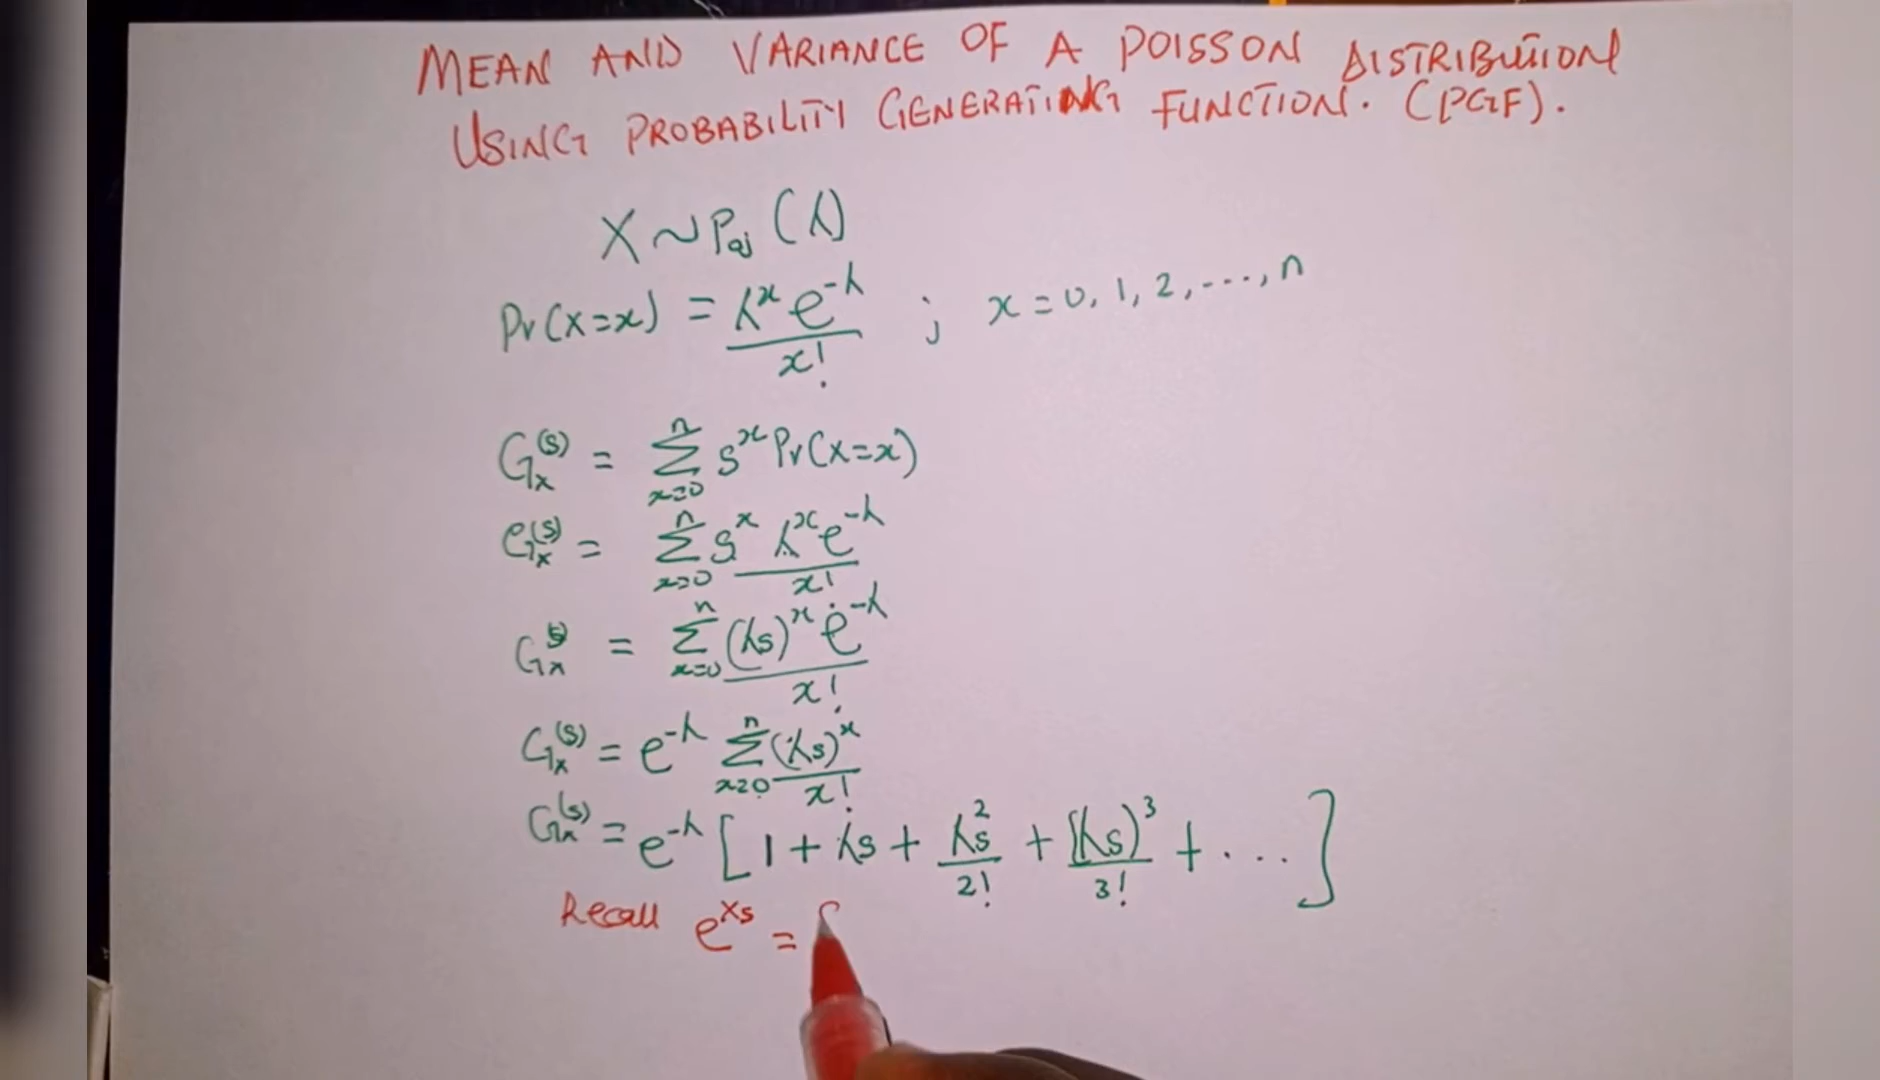 MEAN AND VARIANCE OF A POISSON DISTRIBUTION
USING PROBABILITY GENERATING FUNCTION. (PGF).
X ~ Poi (λ)
Pr(X=x) = λ^x e^-λ / x! ; x = 0, 1, 2, ..., n
G_x^(s) = Σ_{x=0}^n s^x Pr(X=x)
G_x^(s) = Σ_{x=0}^n s^x λ^x e^-λ / x!
G_x^(s) = Σ_{x=0}^n (λs)^x e^-λ / x!
G_x^(s) = e^-λ Σ_{x=0}^n (λs)^x / x!
G_x^(s) = e^-λ [1 + λs + λs^2 / 2! + (λs)^3 / 3! + ...]
Recall e^xs =